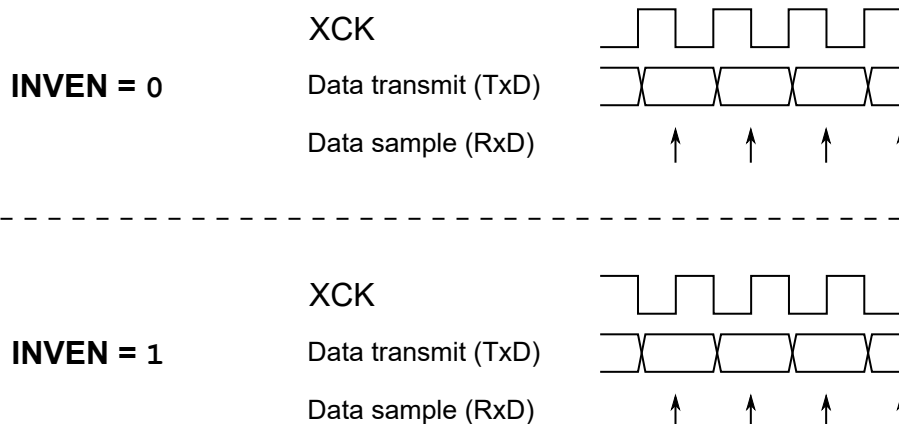 XCK
INVEN = 0
Data transmit (TxD)
Data sample (RxD)
XCK
INVEN = 1
Data transmit (TxD)
Data sample (RxD)